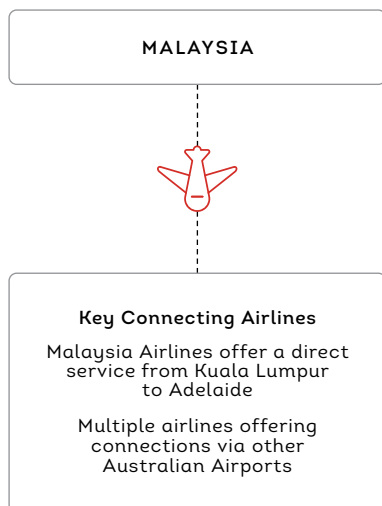 MALAYSIA
Key Connecting Airlines
Malaysia Airlines offer a direct
service from Kuala Lumpur
to Adelaide
Multiple airlines offering
connections via other
Australian Airports